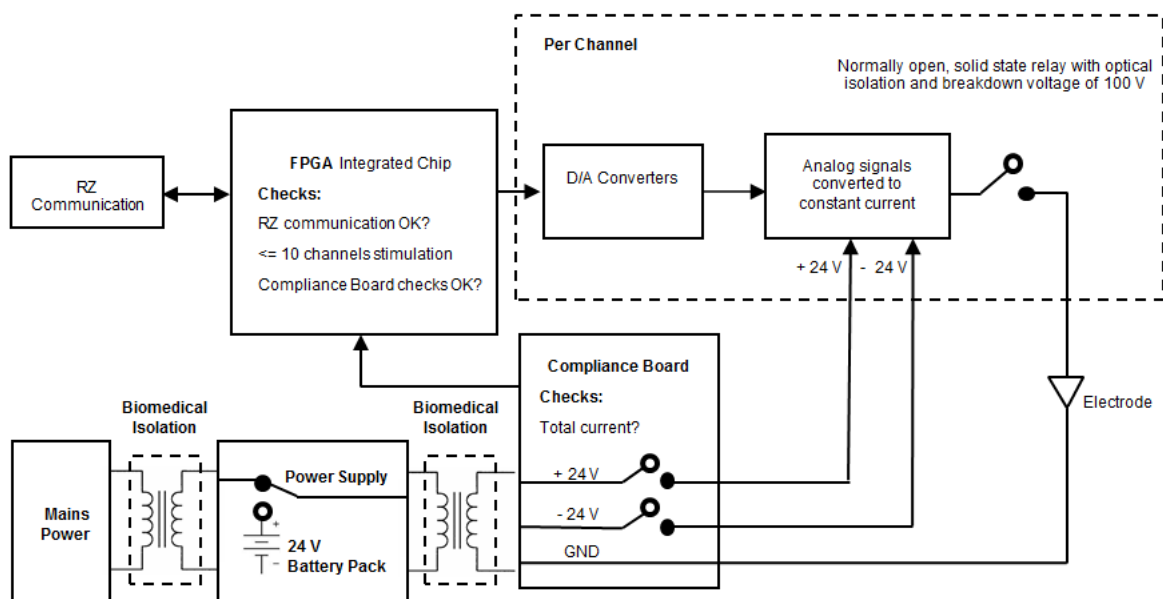 Per Channel
Normally open, solid state relay with optical
isolation and breakdown voltage of 100 V
RZ
Communication
FPGA Integrated Chip
Checks:
RZ communication OK?
<= 10 channels stimulation
Compliance Board checks OK?
D/A Converters
Analog signals
converted to
constant current
+ 24 V - 24 V
Electrode
Compliance Board
Checks:
Total current?
+ 24 V
- 24 V
GND
Biomedical
Isolation
Biomedical
Isolation
Mains
Power
Power Supply
+
24 V
-
Battery Pack